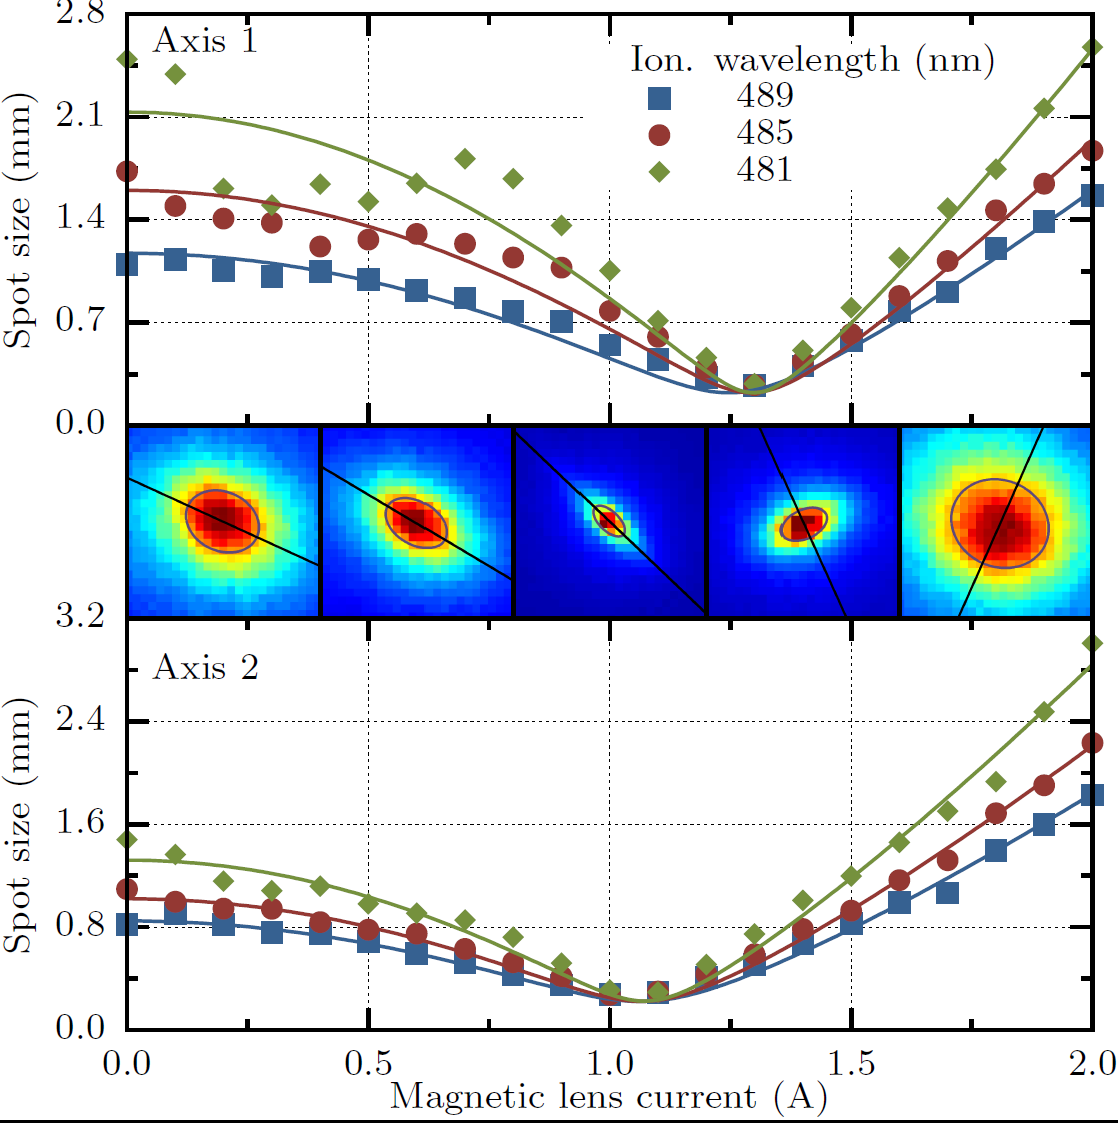 2.8
Axis 1
Ion. wavelength (nm)
489
485
481
2.1
1.4
0.7
0.0
Spot size (mm)
3.2
Axis 2
2.4
1.6
0.8
0.0
Spot size (mm)
0.0 0.5 1.0 1.5 2.0
Magnetic lens current (A)